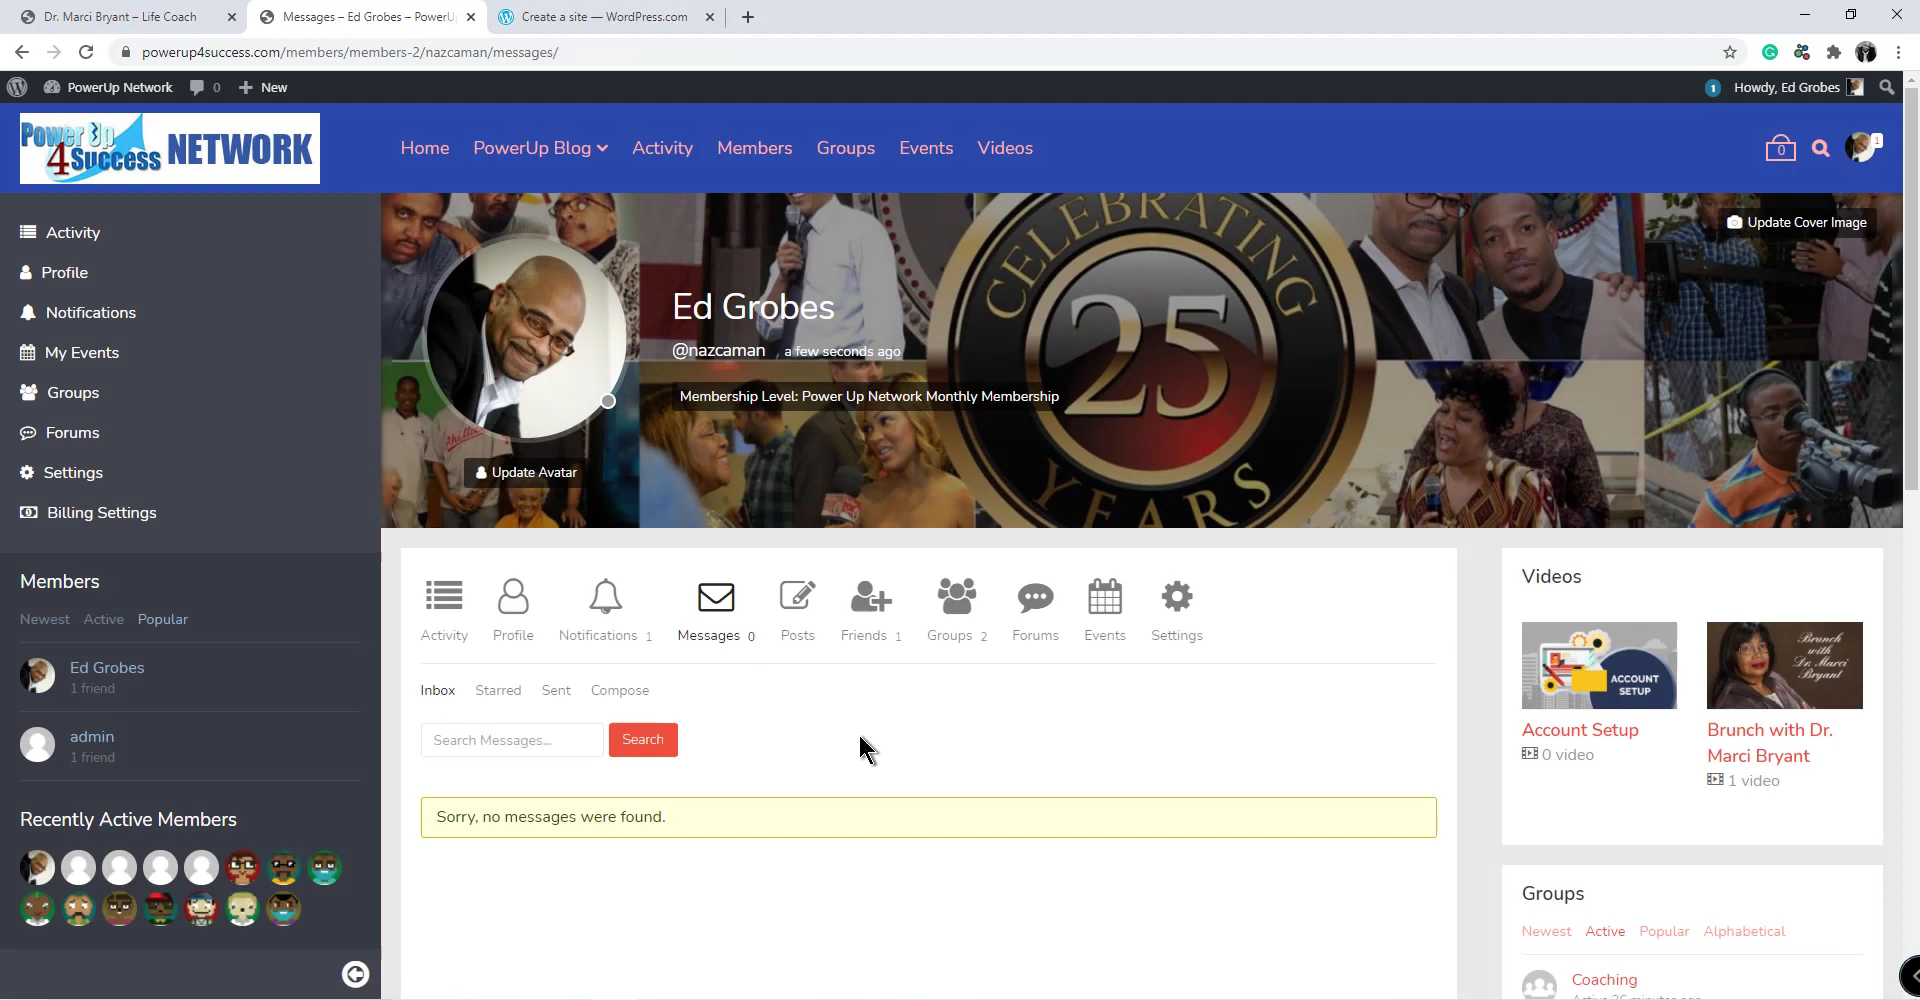 Dr. Marci Bryant – Life Coach
Messages – Ed Grobes – PowerU
Create a site — WordPress.com
powerup4success.com/members/members-2/nazcaman/messages/
PowerUp Network
0
New
1
Howdy, Ed Grobes
Power Up
4Success
NETWORK
Home
PowerUp Blog
Activity
Members
Groups
Events
Videos
0
1
Activity
Profile
Notifications
My Events
Groups
Forums
Settings
Billing Settings
Update Cover Image
CELEBRATING
25
YEARS
Ed Grobes
@nazcaman a few seconds ago
Membership Level: Power Up Network Monthly Membership
Update Avatar
Members
Newest Active Popular
Ed Grobes
1 friend
admin
1 friend
Recently Active Members
Activity
Profile
Notifications 1
Messages 0
Posts
Friends 1
Groups 2
Forums
Events
Settings
Inbox Starred Sent Compose
Search Messages...
Search
Sorry, no messages were found.
Videos
ACCOUNT
SETUP
Account Setup
0 video
Brunch
with
Dr. Marci
Bryant
Brunch with Dr.
Marci Bryant
1 video
Groups
Newest Active Popular Alphabetical
Coaching